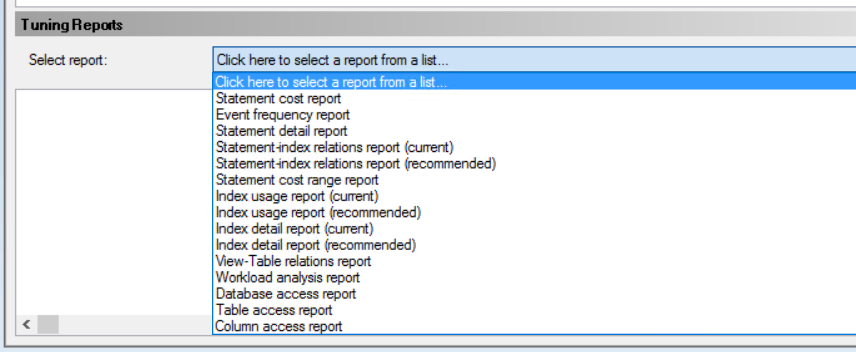 Tuning Reports
Select report:
Click here to select a report from a list...
Click here to select a report from a list...
Statement cost report
Event frequency report
Statement detail report
Statement-index relations report (current)
Statement-index relations report (recommended)
Statement cost range report
Index usage report (current)
Index usage report (recommended)
Index detail report (current)
Index detail report (recommended)
View-Table relations report
Workload analysis report
Database access report
Table access report
Column access report